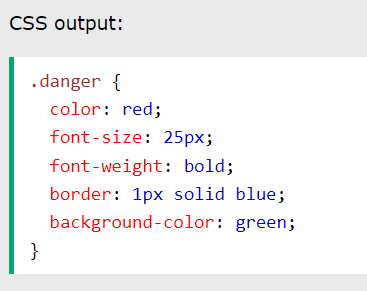 CSS output:
.danger {
  color: red;
  font-size: 25px;
  font-weight: bold;
  border: 1px solid blue;
  background-color: green;
}